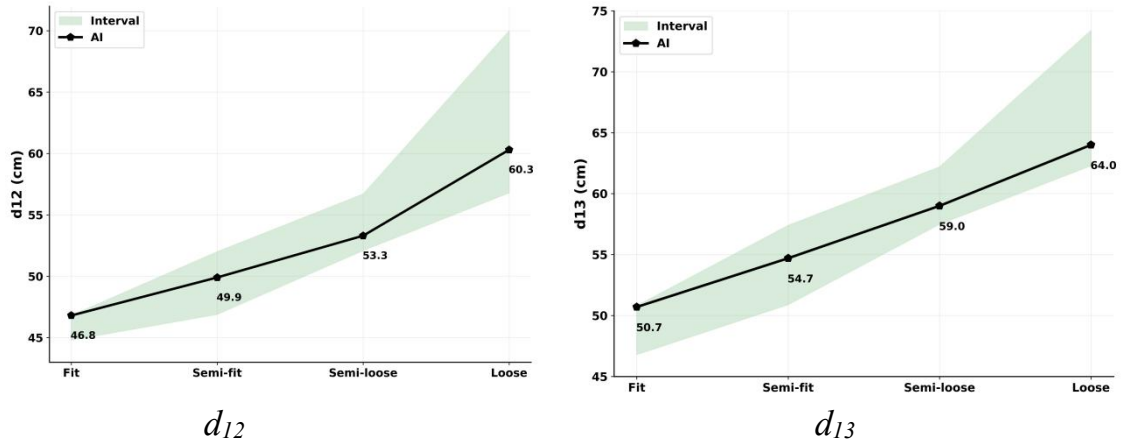 Interval
AI
d12 (cm)
70
65
60
55
50
45
46.8
49.9
53.3
60.3
Fit
Semi-fit
Semi-loose
Loose
d12
Interval
AI
d13 (cm)
75
70
65
60
55
50
45
50.7
54.7
59.0
64.0
Fit
Semi-fit
Semi-loose
Loose
d13